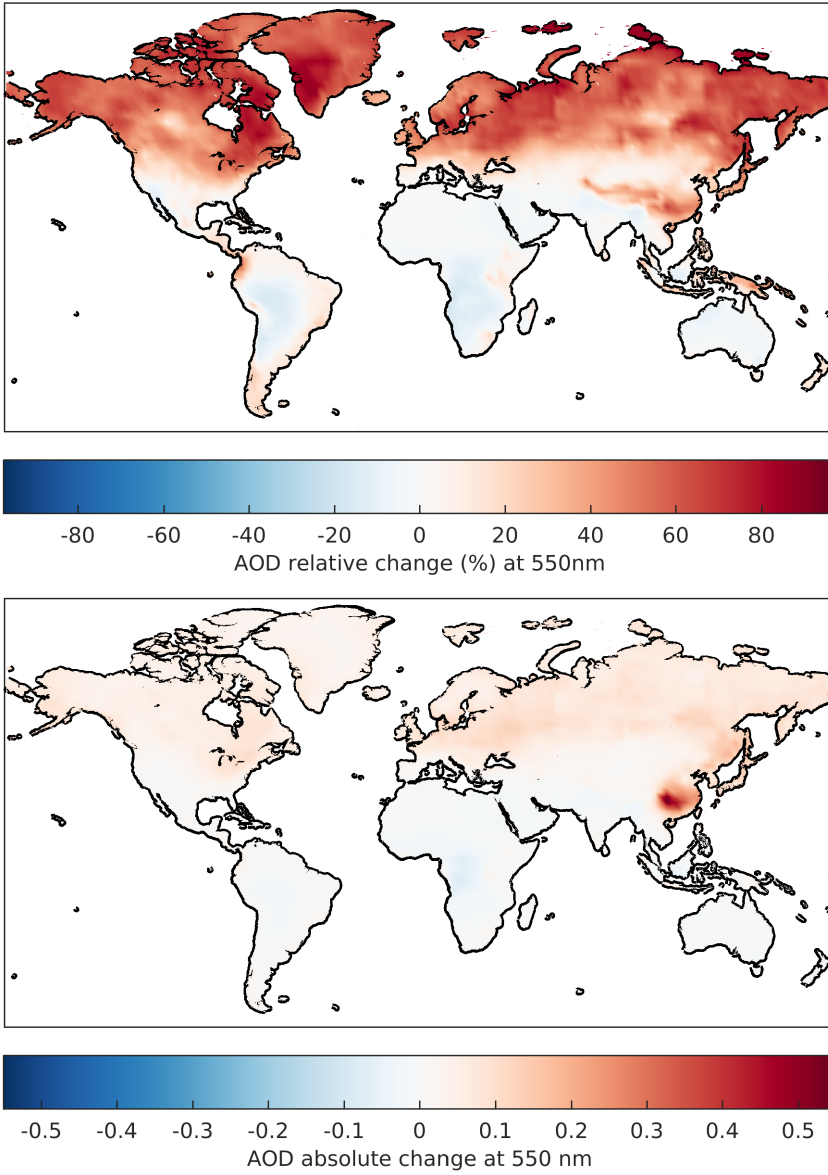 -80 -60 -40 -20 0 20 40 60 80
AOD relative change (%) at 550nm
-0.5 -0.4 -0.3 -0.2 -0.1 0 0.1 0.2 0.3 0.4 0.5
AOD absolute change at 550 nm